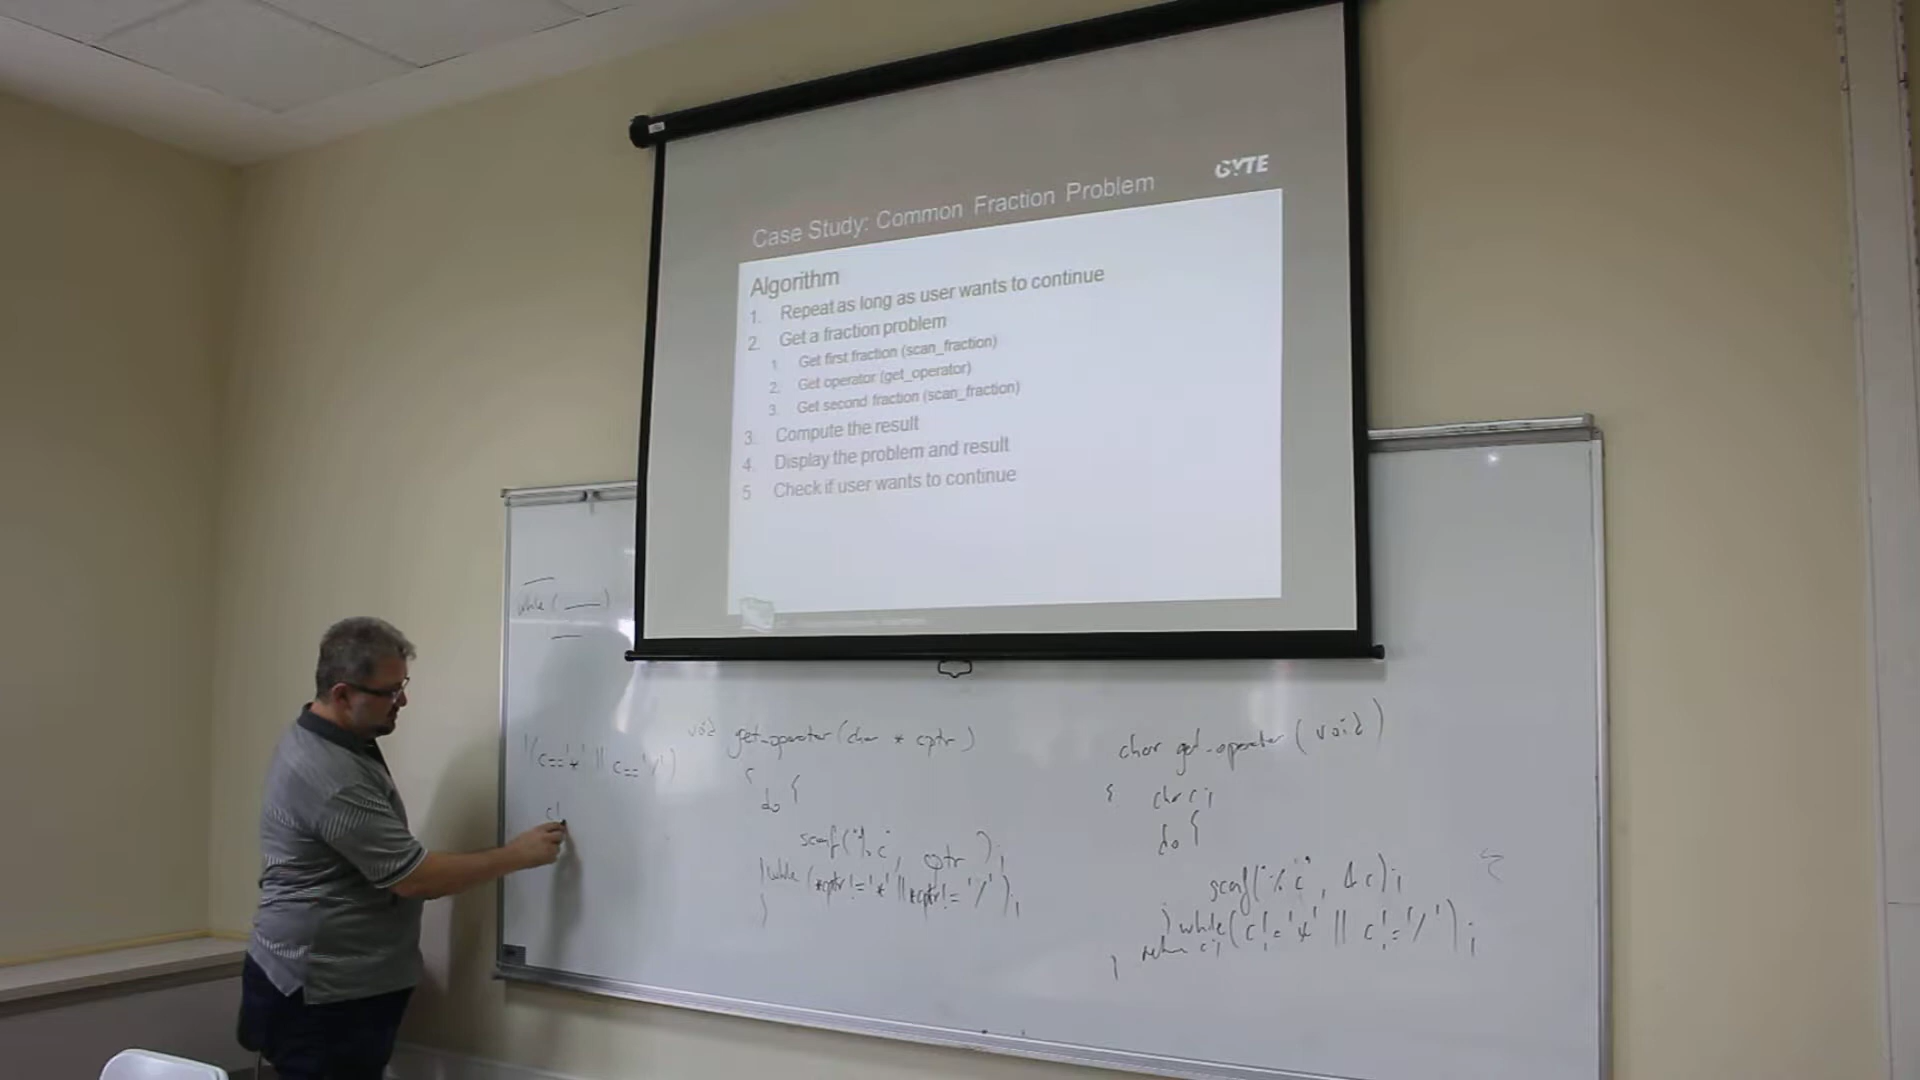 GYTE
Case Study: Common Fraction Problem
Algorithm
1. Repeat as long as user wants to continue
2. Get a fraction problem
1. Get first fraction (scan_fraction)
2. Get operator (get_operator)
3. Get second fraction (scan_fraction)
3. Compute the result
4. Display the problem and result
5 Check if user wants to continue
while ( ___ )
!(c=='*' || c=='/')
c!
void get_operator (char * cptr)
{
do {
scanf("%c", cptr );
}while (*cptr!='*' || *cptr!= '/' );
}
char get_operator (void)
{ char c;
do {
scanf("%c", &c);
}while(c!='*' || c!='/');
return c;
}